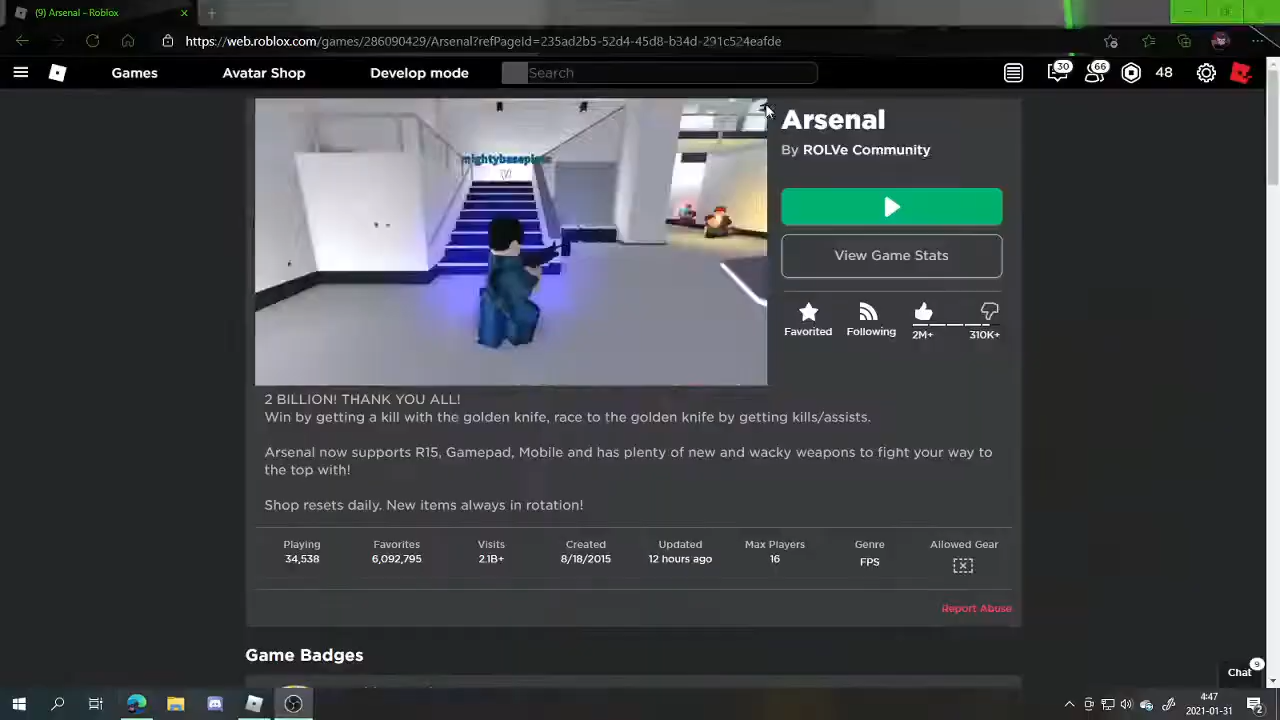 (9) Arsenal - Roblox
https://web.roblox.com/games/286090429/Arsenal?refPageId=235ad2b5-52d4-45d8-b34d-291c524eafde
Games
Avatar Shop
Develop mode
Search
30
66
48
mightybaseplate
Arsenal
By ROLVe Community
View Game Stats
Favorited
Following
2M+
310K+
2 BILLION! THANK YOU ALL!
Win by getting a kill with the golden knife, race to the golden knife by getting kills/assists.
Arsenal now supports R15, Gamepad, Mobile and has plenty of new and wacky weapons to fight your way to
the top with!
Shop resets daily. New items always in rotation!
Playing
Favorites
Visits
Created
Updated
Max Players
Genre
Allowed Gear
34,538
6,092,795
2.1B+
8/18/2015
12 hours ago
16
FPS
Report Abuse
Game Badges
Chat
9
4:47
2021-01-31
2